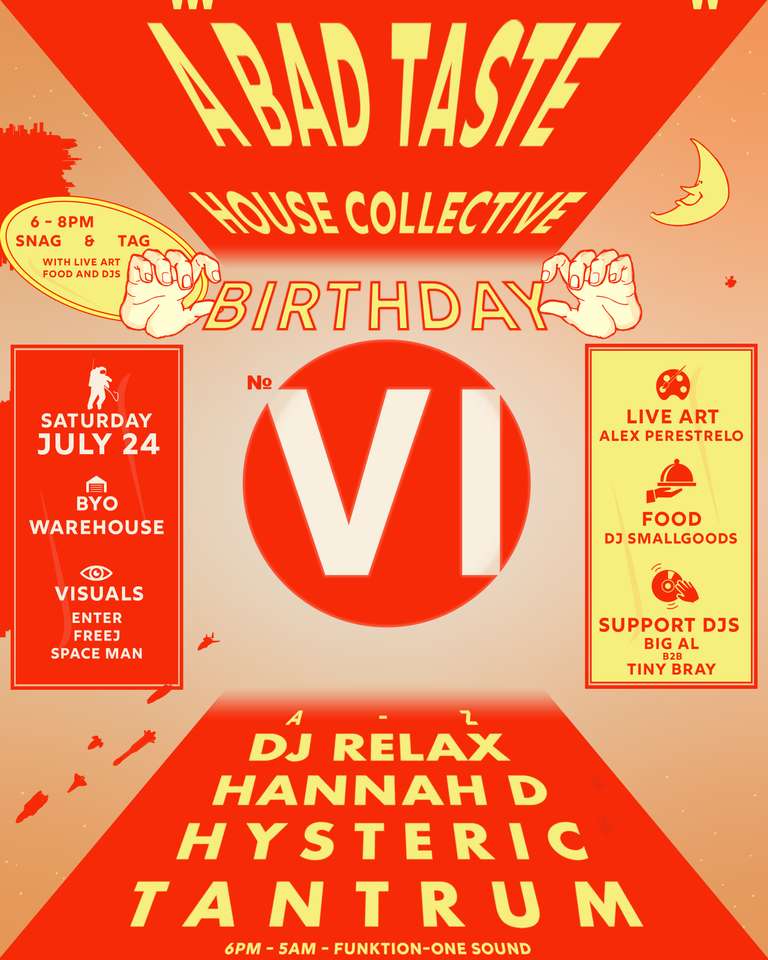 A BAD TASTE
HOUSE COLLECTIVE
6 - 8PM
SNAG & TAG
WITH LIVE ART
FOOD AND DJS
BIRTHDAY
№
VI
SATURDAY
JULY 24
BYO
WAREHOUSE
VISUALS
ENTER
FREEJ
SPACE MAN
LIVE ART
ALEX PERESTRELO
FOOD
DJ SMALLGOODS
SUPPORT DJS
BIG AL
B2B
TINY BRAY
A - Z
DJ RELAX
HANNAH D
HYSTERIC
TANTRUM
6PM - 5AM - FUNKTION-ONE SOUND